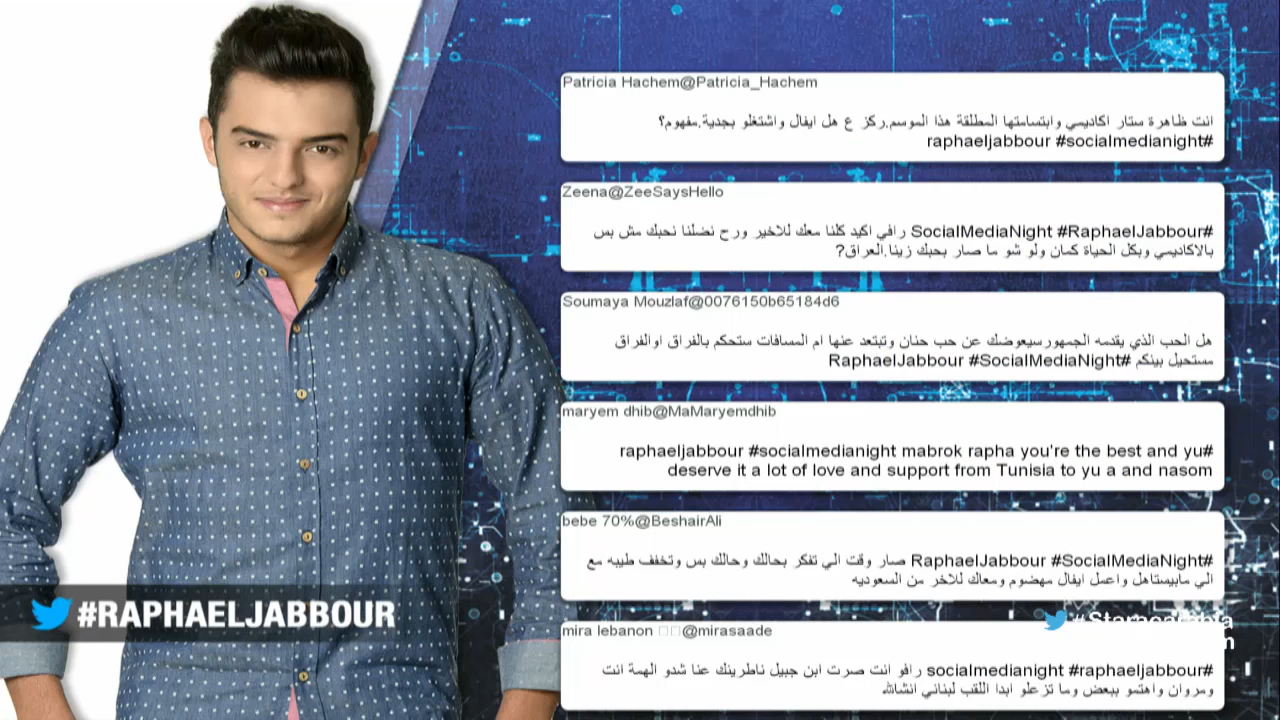 Patricia Hachem@Patricia_Hachem
انت ظاهرة ستار اكاديمي وابتسامتها المطلقة هذا الموسم.ركز ع هل ايفال واشتغلو بجدية.مفهوم؟
#raphaeljabbour #socialmedianight
Zeena@ZeeSaysHello
#SocialMediaNight #RaphaelJabbour رافي اكيد كلنا معك للاخير ورح نضلنا نحبك مش بس
بالاكاديمي وبكل الحياة كمان ولو شو ما صار بحبك زينا.العراق?
Soumaya Mouzlaf@0076150b65184d6
هل الحب الذي يقدسه الجمهورسيعوضك عن حب حنان وتبتعد عنها ام المسافات ستحكم بالفراق اوالفراق
مستحيل بينكم #RaphaelJabbour #SocialMediaNight
maryem dhib@MaMaryemdhib
#raphaeljabbour #socialmedianight mabrok rapha you're the best and yu
deserve it a lot of love and support from Tunisia to yu a and nasom
bebe 70%@BeshairAli
#RaphaelJabbour #SocialMediaNight صار وقت الي تفكر بحالك وحالك بس وتخفف طيبه مع
الي مابيستاهل واعمل ايفال مهضوم ومعاك للاخر من السعوديه
#RAPHAELJABBOUR
mira lebanon @mirasaade
#socialmedianight #raphaeljabbour رافو انت صرت ابن جبيل ناطرينك عنا شدو الهمة انت
ومروان واهتمو ببعض وما تزعلو ابدا اللقب لبناني انشالله